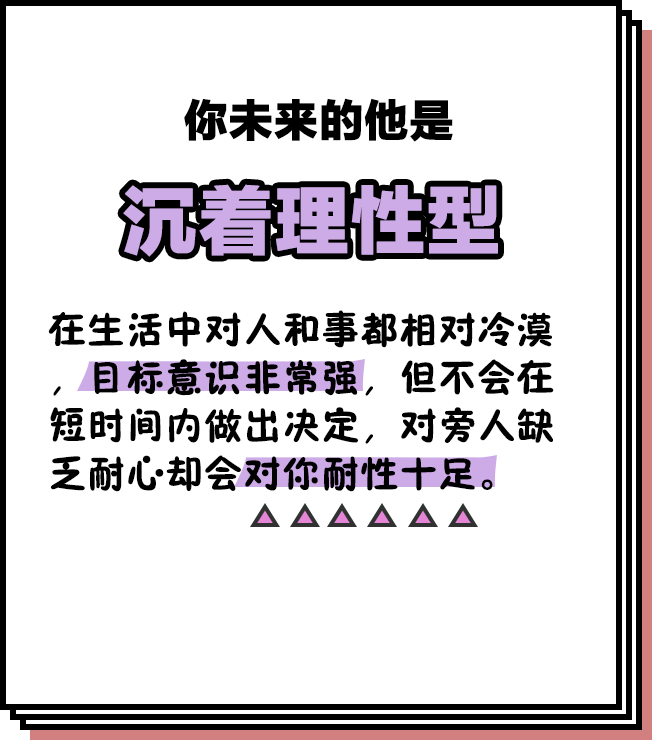 你未来的他是
沉着理性型
在生活中对人和事都相对冷漠
，目标意识非常强，但不会在
短时间内做出决定，对旁人缺
乏耐心却会对你耐性十足。